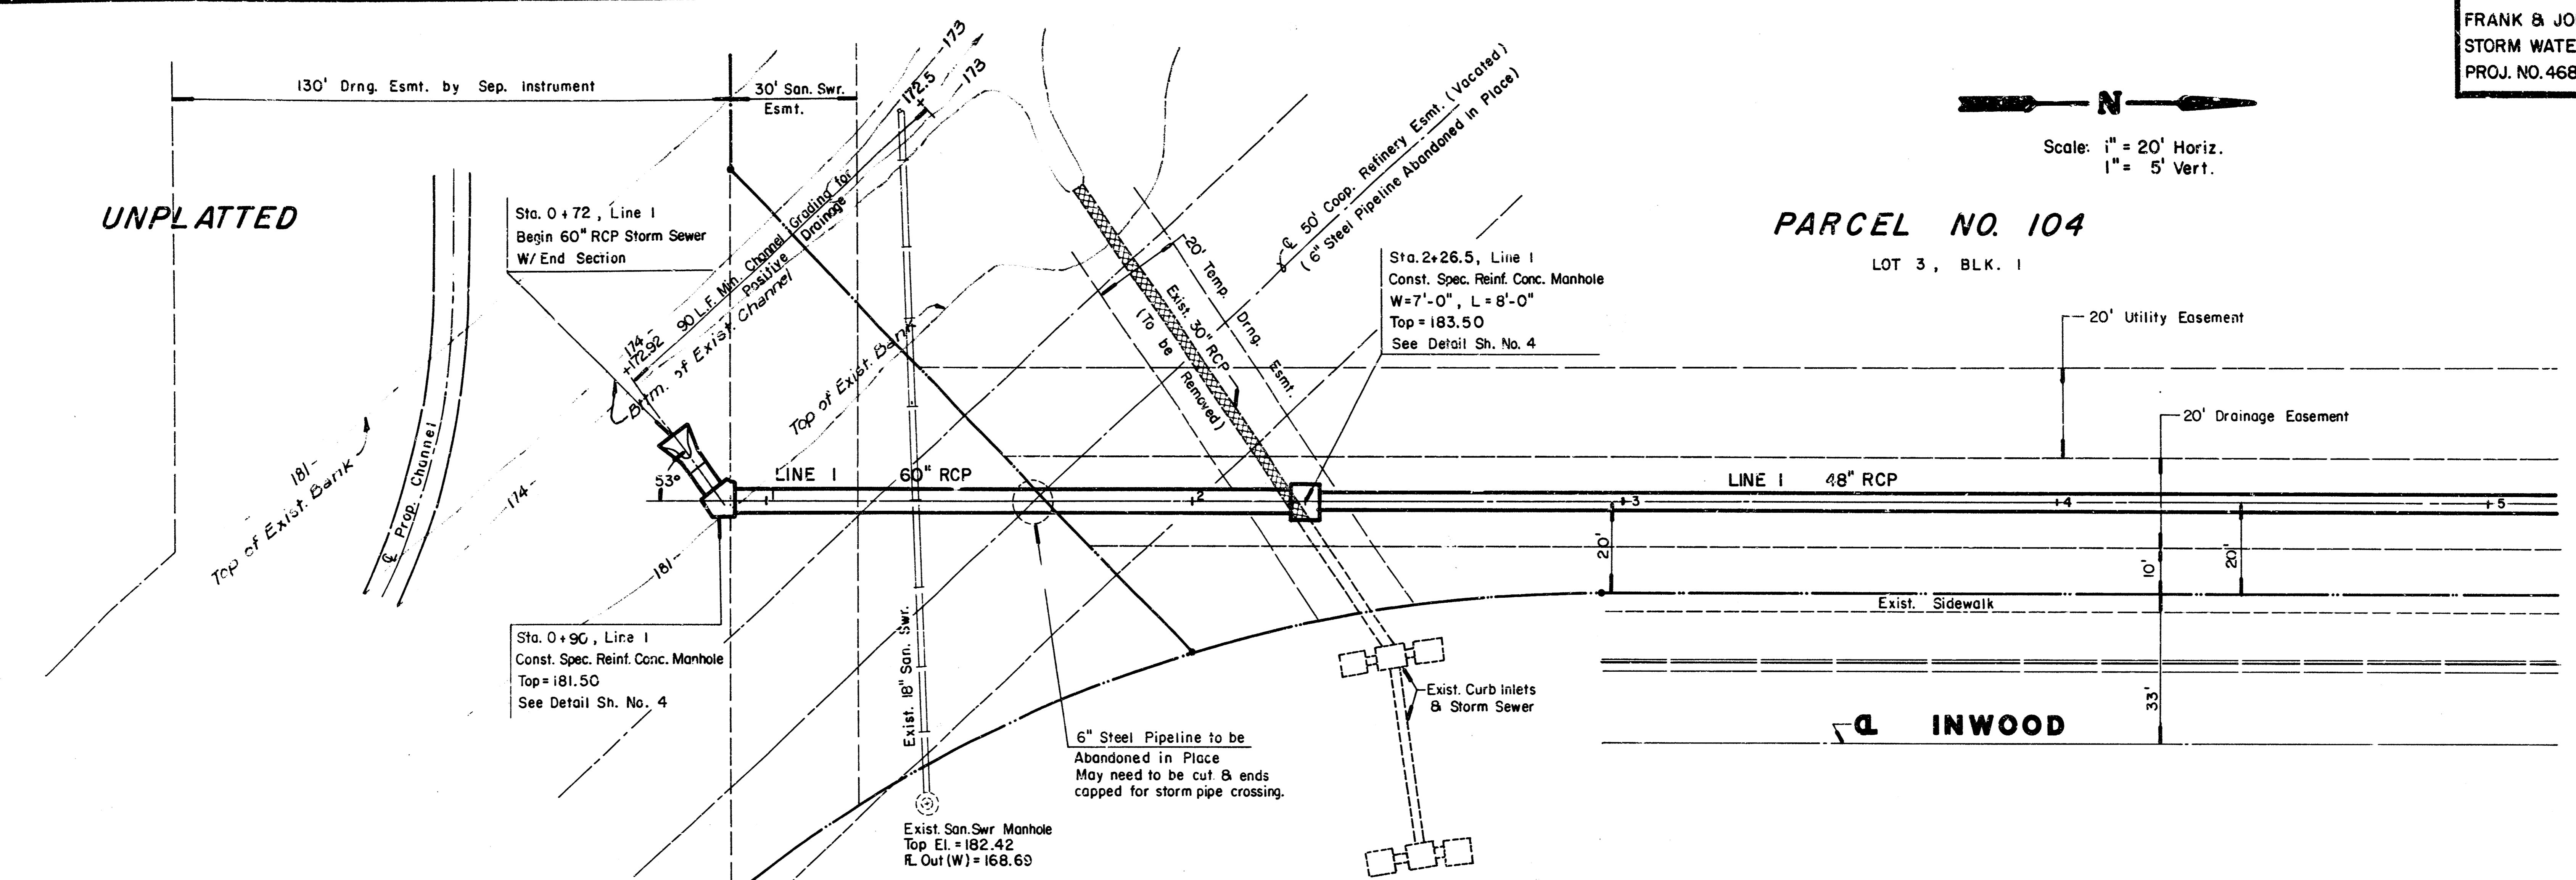 FRANK & JO
STORM WATE
PROJ. NO. 468
130' Drng. Esmt. by Sep. Instrument
30' San. Swr.
Esmt.
173
172.5
173
N
Scale: 1" = 20' Horiz.
1" = 5' Vert.
UNPLATTED
PARCEL NO. 104
LOT 3, BLK. 1
Sta. 0+72, Line 1
Begin 60" RCP Storm Sewer
W/ End Section
90 L.F. Min. Channel Grading for
Positive Drainage
174
+172.92
Bttm. of Exist. Channel
Top of Exist. Bank
20' Temp. Drng. Esmt.
Exist. 30" RCP
(To be Removed)
℄ 50' Coop. Refinery Esmt. (Vacated)
(6" Steel Pipeline Abandoned in Place)
Sta. 2+26.5, Line 1
Const. Spec. Reinf. Conc. Manhole
W=7'-0", L=8'-0"
Top = 183.50
See Detail Sh. No. 4
20' Utility Easement
20' Drainage Easement
181
Top of Exist. Bank
℄ Prop. Channel
174
53°
LINE 1 60" RCP
1
2
LINE 1 48" RCP
3
4
5
181
20'
10'
20'
Exist. Sidewalk
33'
Sta. 0+90, Line 1
Const. Spec. Reinf. Conc. Manhole
Top = 181.50
See Detail Sh. No. 4
Exist. 18" San. Swr.
6" Steel Pipeline to be
Abandoned in Place
May need to be cut & ends
capped for storm pipe crossing.
Exist. Curb Inlets
& Storm Sewer
℄ INWOOD
Exist. San. Swr Manhole
Top El. = 182.42
FL Out (W) = 168.69